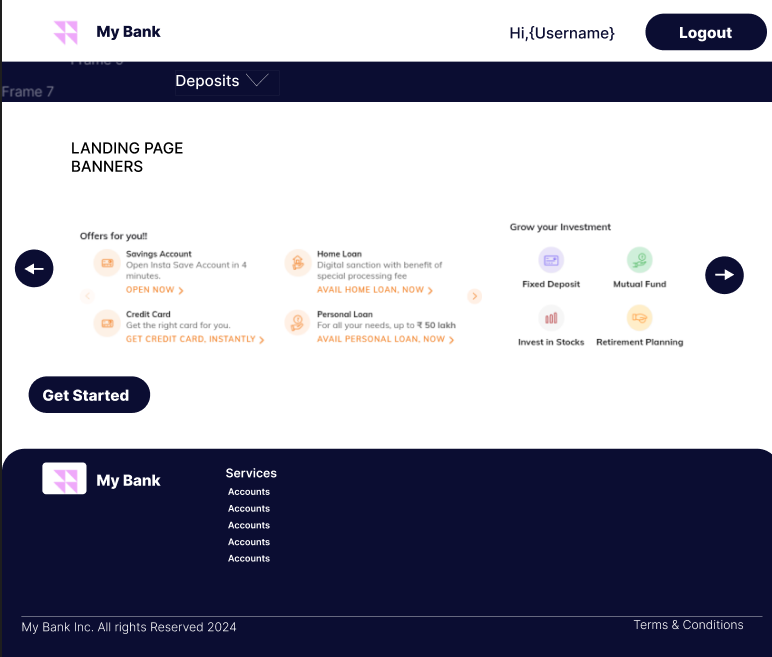 My Bank
Hi,{Username}
Logout
Deposits
Frame 7
LANDING PAGE
BANNERS
Offers for you!!
Savings Account
Open Insta Save Account in 4
minutes.
OPEN NOW >
Home Loan
Digital sanction with benefit of
special processing fee
AVAIL HOME LOAN, NOW >
Credit Card
Get the right card for you.
GET CREDIT CARD, INSTANTLY >
Personal Loan
For all your needs, up to ₹ 50 lakh
AVAIL PERSONAL LOAN, NOW >
Grow your Investment
Fixed Deposit
Mutual Fund
Invest in Stocks
Retirement Planning
Get Started
My Bank
Services
Accounts
Accounts
Accounts
Accounts
Accounts
My Bank Inc. All rights Reserved 2024
Terms & Conditions